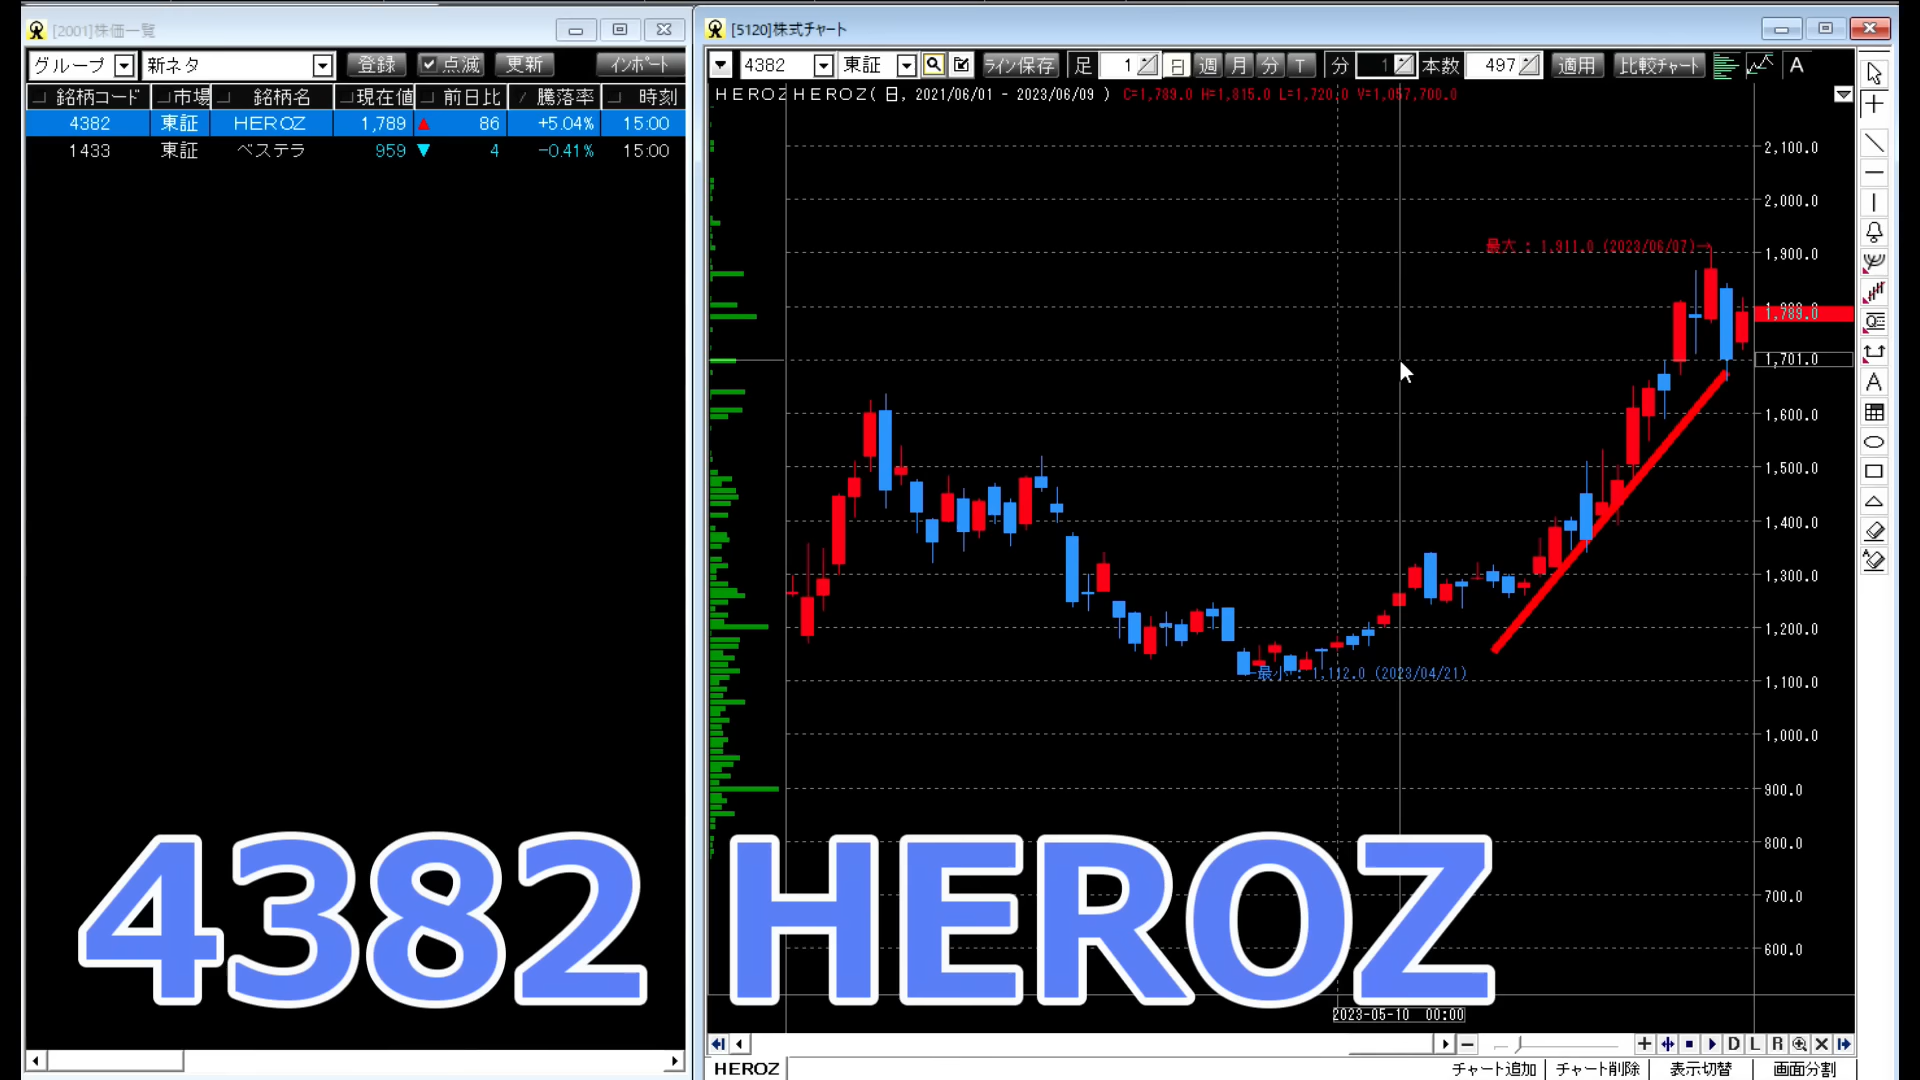 [2001]株価一覧
グループ 新ネタ 登録 点滅 更新 インポート
銘柄コード 市場 銘柄名 現在値 前日比 騰落率 時刻
4382 東証 HEROZ 1,789 ▲ 86 +5.04% 15:00
1433 東証 ベステラ 959 ▼ 4 -0.41% 15:00
[5120]株式チャート
4382 東証 ライン保存 足 1 日 週 月 分 T 分 1 本数 497 適用 比較チャート A
HEROZ HEROZ( 日, 2021/06/01 - 2023/06/09 ) C=1,789.0 H=1,815.0 L=1,720.0 V=1,057,700.0
2,100.0
2,000.0
最大 : 1,911.0 (2023/06/07)→
1,900.0
1,789.0
1,701.0
1,600.0
1,500.0
1,400.0
1,300.0
1,200.0
←最小 : 1,112.0 (2023/04/21)
1,100.0
1,000.0
900.0
800.0
700.0
600.0
4382 HEROZ
2023-05-10 00:00
D L R
HEROZ
チャート追加 チャート削除 表示切替 画面分割
A